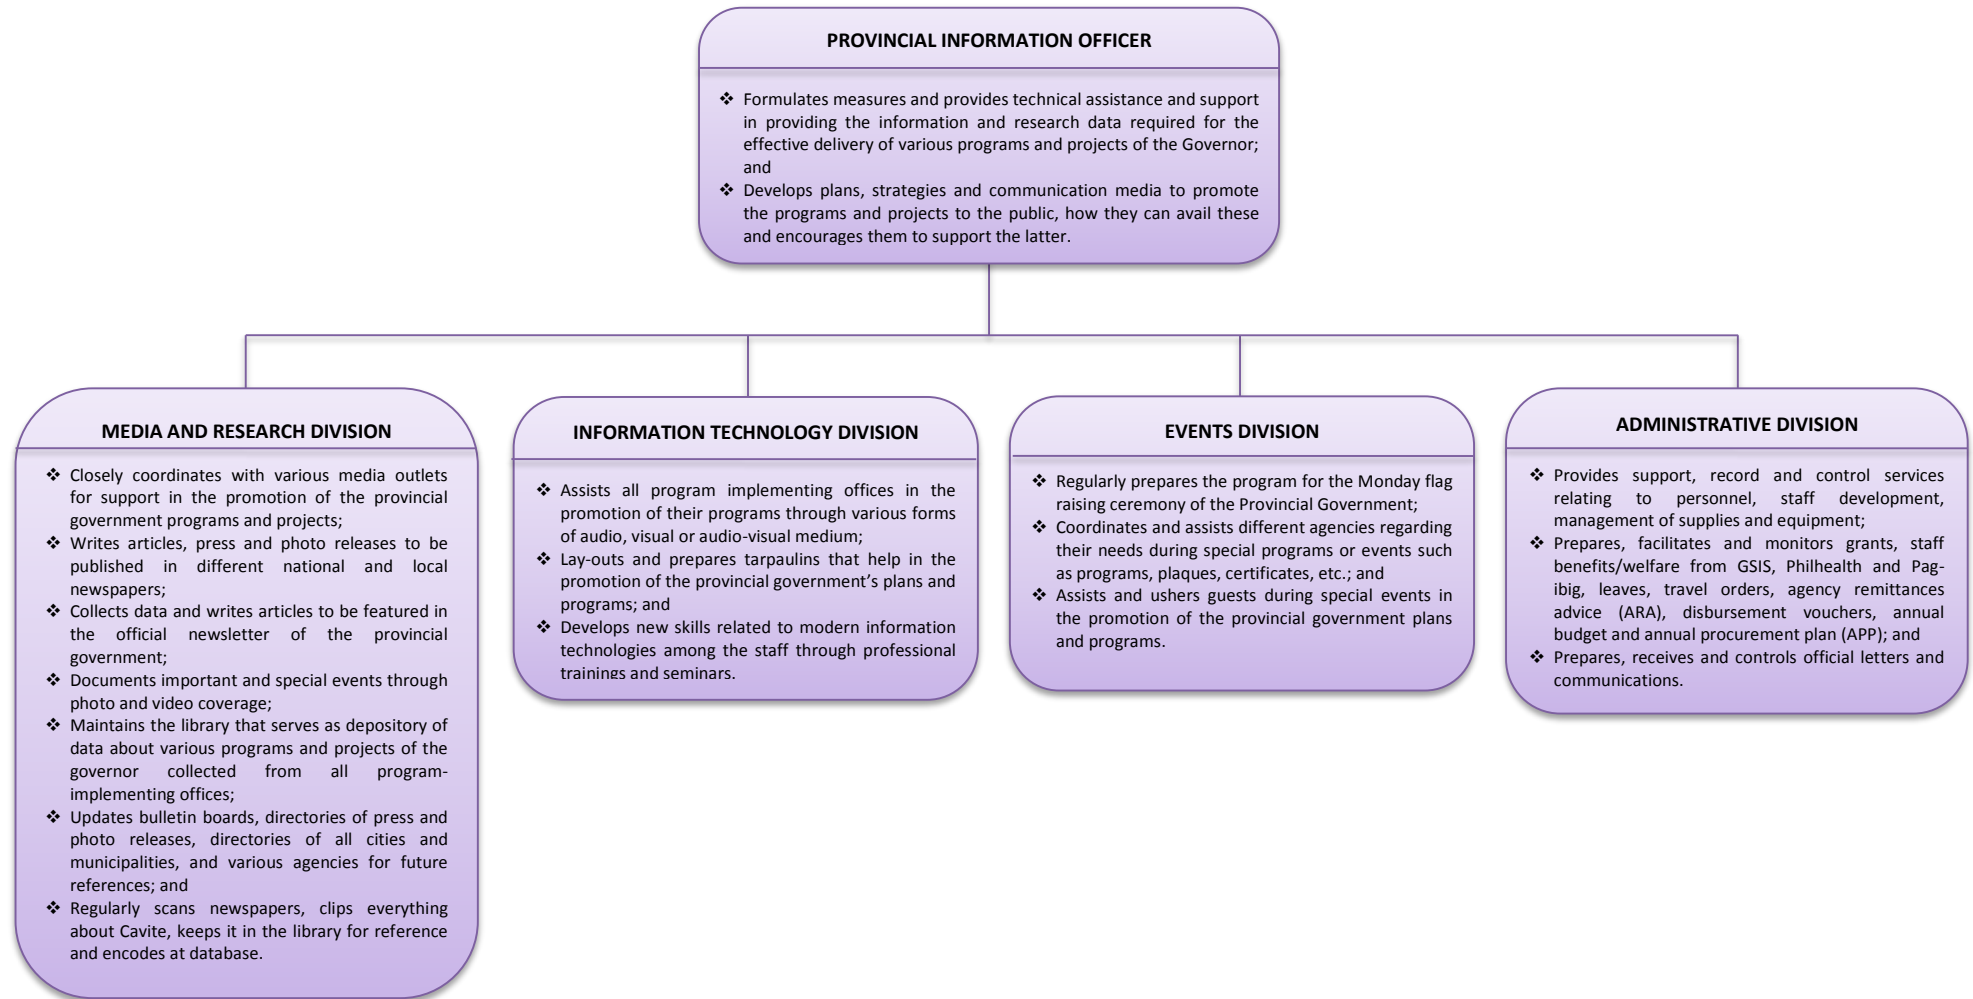 PROVINCIAL INFORMATION OFFICER
❖ Formulates measures and provides technical assistance and support
in providing the information and research data required for the
effective delivery of various programs and projects of the Governor;
and
❖ Develops plans, strategies and communication media to promote
the programs and projects to the public, how they can avail these
and encourages them to support the latter.
MEDIA AND RESEARCH DIVISION
❖ Closely coordinates with various media outlets
for support in the promotion of the provincial
government programs and projects;
❖ Writes articles, press and photo releases to be
published in different national and local
newspapers;
❖ Collects data and writes articles to be featured in
the official newsletter of the provincial
government;
❖ Documents important and special events through
photo and video coverage;
❖ Maintains the library that serves as depository of
data about various programs and projects of the
governor collected from all program-
implementing offices;
❖ Updates bulletin boards, directories of press and
photo releases, directories of all cities and
municipalities, and various agencies for future
references; and
❖ Regularly scans newspapers, clips everything
about Cavite, keeps it in the library for reference
and encodes at database.
INFORMATION TECHNOLOGY DIVISION
❖ Assists all program implementing offices in the
promotion of their programs through various forms
of audio, visual or audio-visual medium;
❖ Lay-outs and prepares tarpaulins that help in the
promotion of the provincial government’s plans and
programs; and
❖ Develops new skills related to modern information
technologies among the staff through professional
trainings and seminars.
EVENTS DIVISION
❖ Regularly prepares the program for the Monday flag
raising ceremony of the Provincial Government;
❖ Coordinates and assists different agencies regarding
their needs during special programs or events such
as programs, plaques, certificates, etc.; and
❖ Assists and ushers guests during special events in
the promotion of the provincial government plans
and programs.
ADMINISTRATIVE DIVISION
❖ Provides support, record and control services
relating to personnel, staff development,
management of supplies and equipment;
❖ Prepares, facilitates and monitors grants, staff
benefits/welfare from GSIS, Philhealth and Pag-
ibig, leaves, travel orders, agency remittances
advice (ARA), disbursement vouchers, annual
budget and annual procurement plan (APP); and
❖ Prepares, receives and controls official letters and
communications.